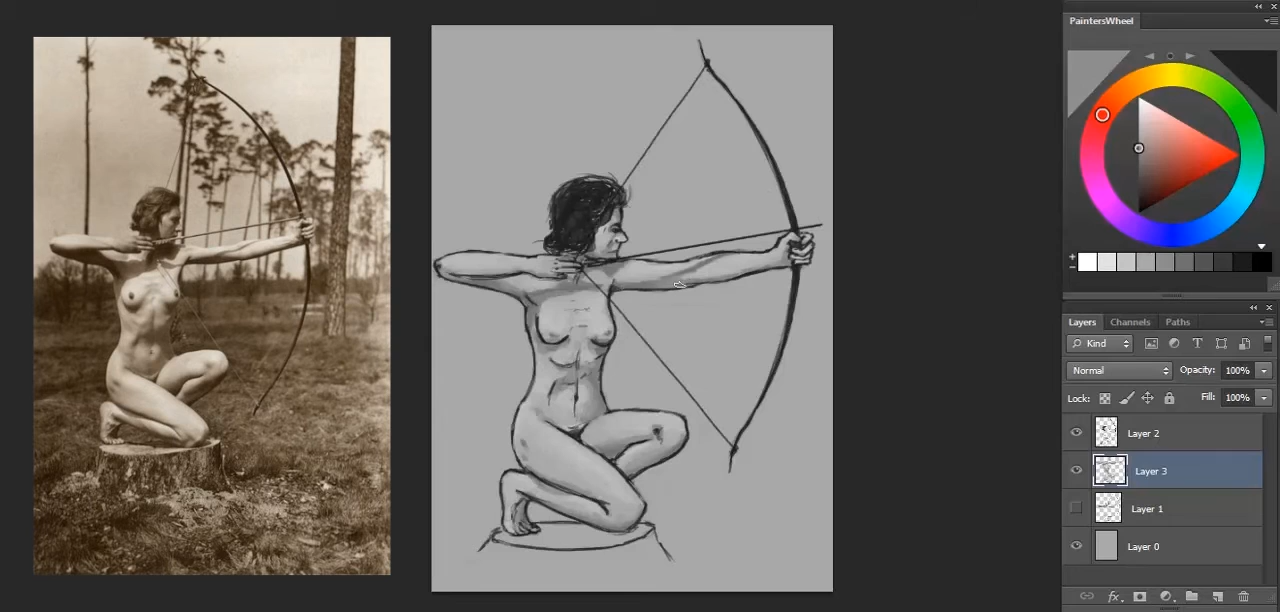 PaintersWheel
Layers Channels Paths
Kind
Normal Opacity: 100%
Lock: Fill: 100%
Layer 2
Layer 3
Layer 1
Layer 0
fx